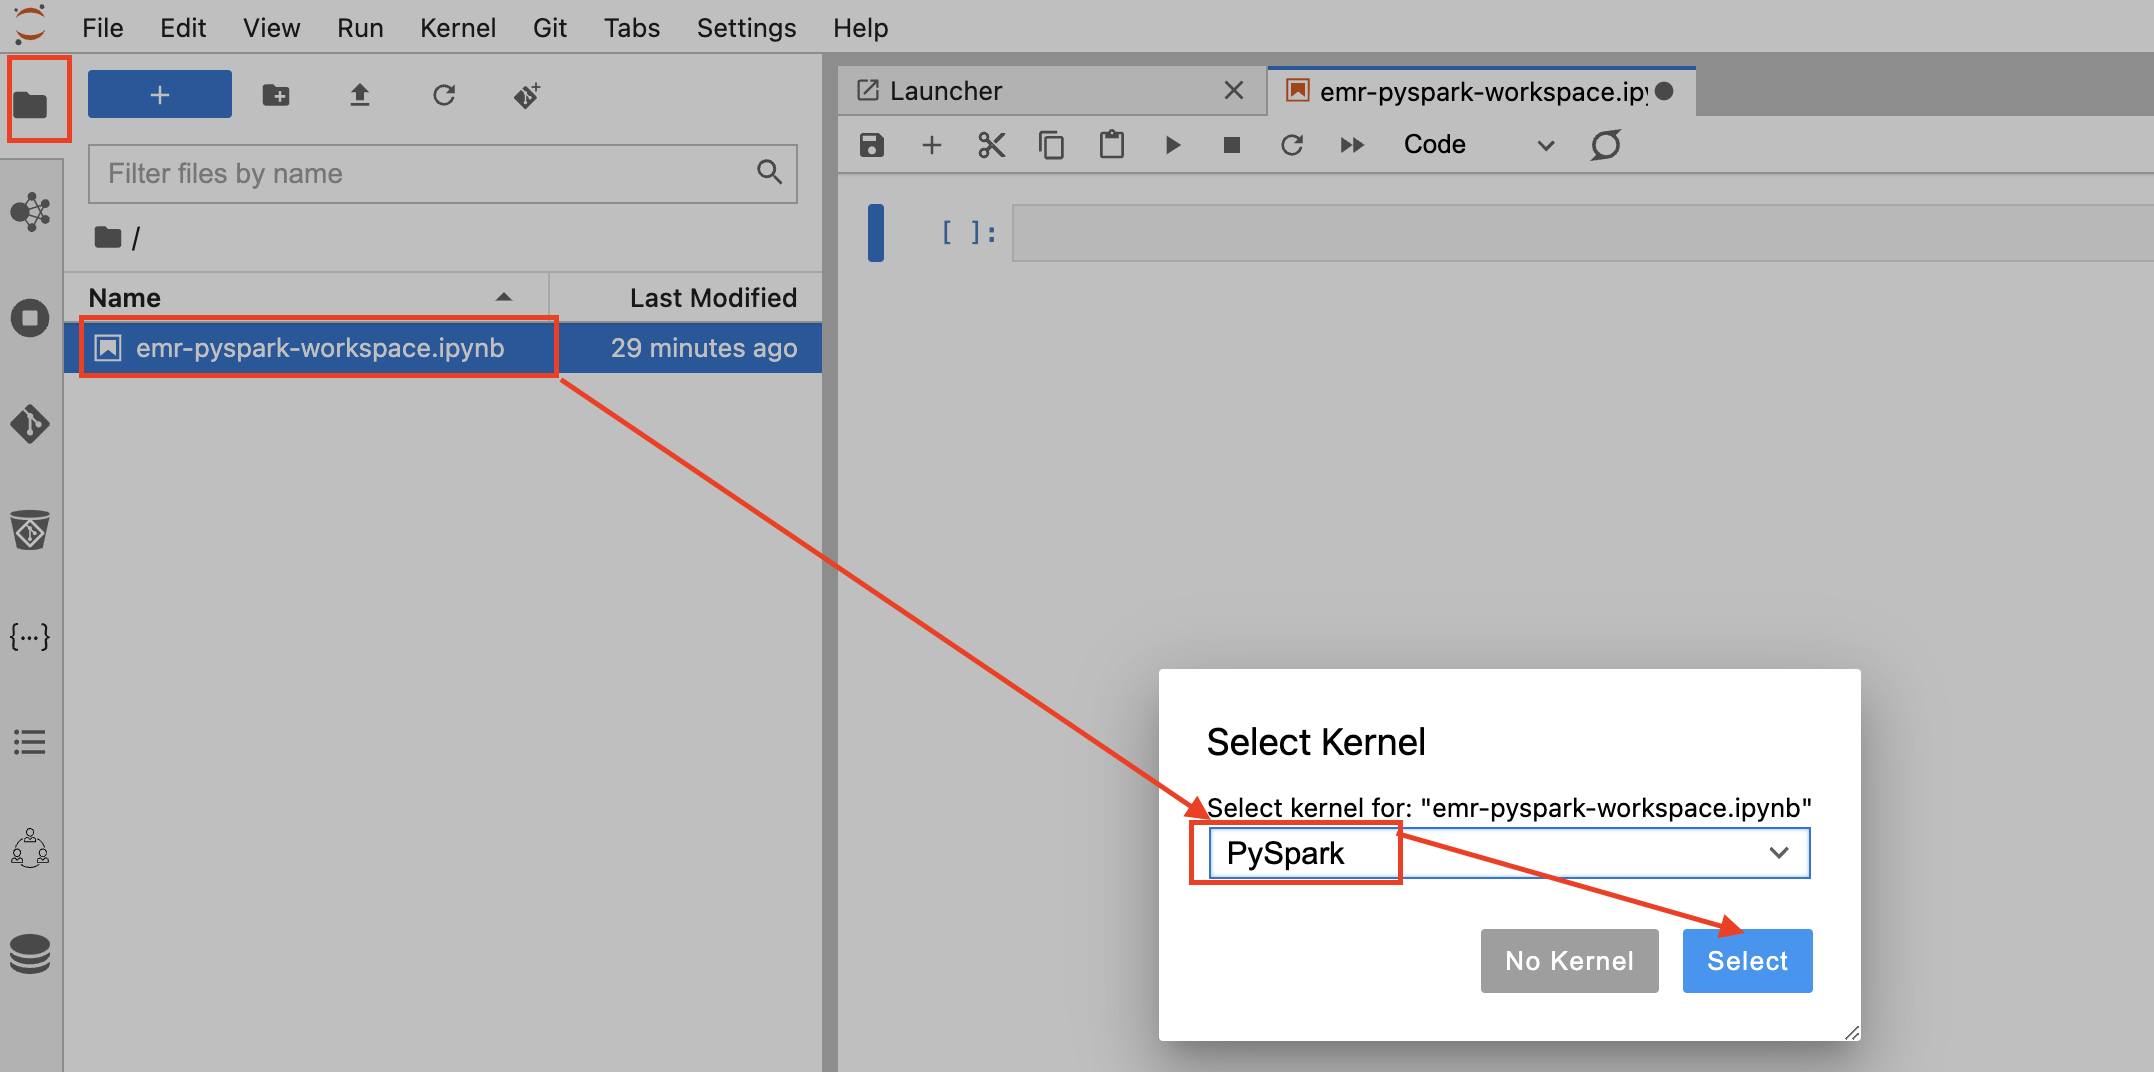 File Edit View Run Kernel Git Tabs Settings Help
+
Filter files by name
/
Name Last Modified
emr-pyspark-workspace.ipynb 29 minutes ago
Launcher
emr-pyspark-workspace.ipy
Code
[ ]:
{...}
Select Kernel
Select kernel for: "emr-pyspark-workspace.ipynb"
PySpark
No Kernel Select